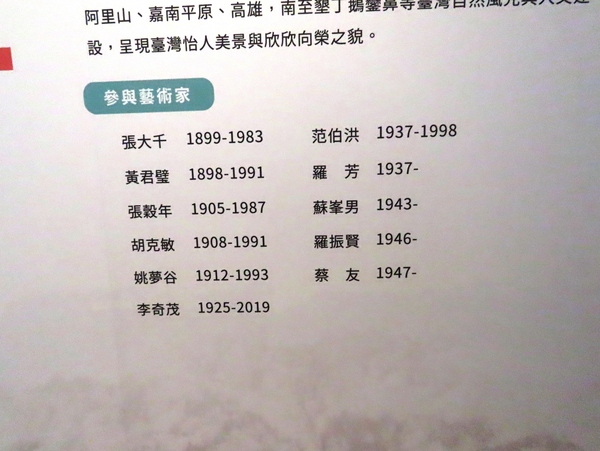 阿里山、嘉南平原、高雄，南至墾丁鵝鑾鼻等臺灣自然風光與人文建
設，呈現臺灣怡人美景與欣欣向榮之貌。
參與藝術家
張大千 1899-1983
黃君璧 1898-1991
張穀年 1905-1987
胡克敏 1908-1991
姚夢谷 1912-1993
李奇茂 1925-2019
范伯洪 1937-1998
羅　芳 1937-
蘇峯男 1943-
羅振賢 1946-
蔡　友 1947-